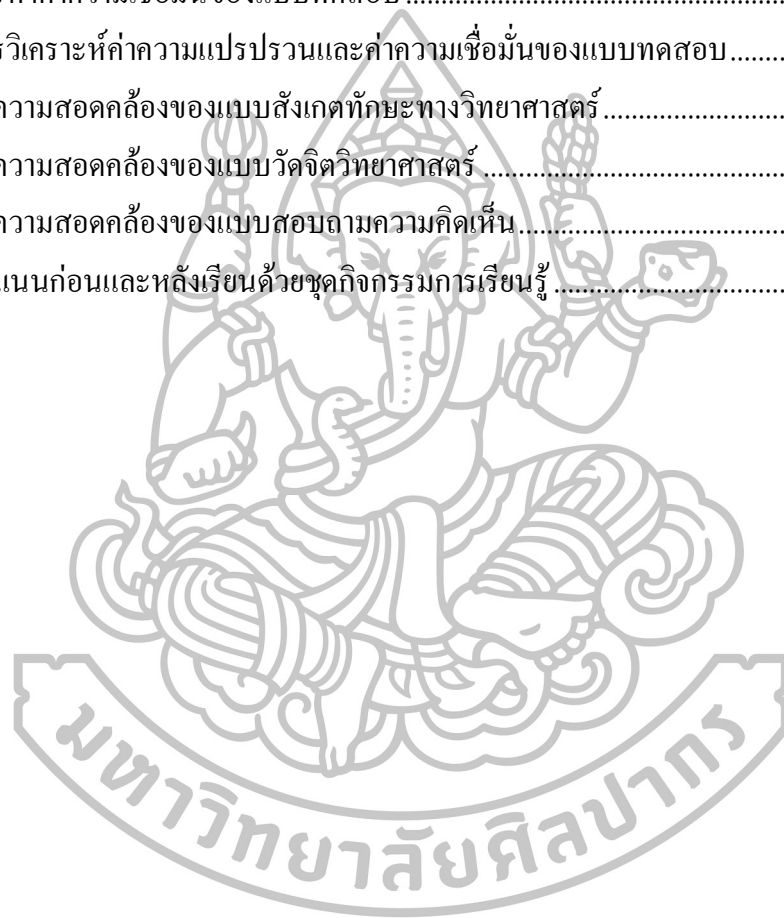 ค่าความเชื่อมั่นของแบบทดสอบ
วิเคราะห์ค่าความแปรปรวนและค่าความเชื่อมั่นของแบบทดสอบ
ความสอดคล้องของแบบสังเกตทักษะทางวิทยาศาสตร์
ความสอดคล้องของแบบวัดจิตวิทยาศาสตร์
ความสอดคล้องของแบบสอบถามความคิดเห็น
แนนก่อนและหลังเรียนด้วยชุดกิจกรรมการเรียนรู้
มหาวิทยาลัยศิลปากร